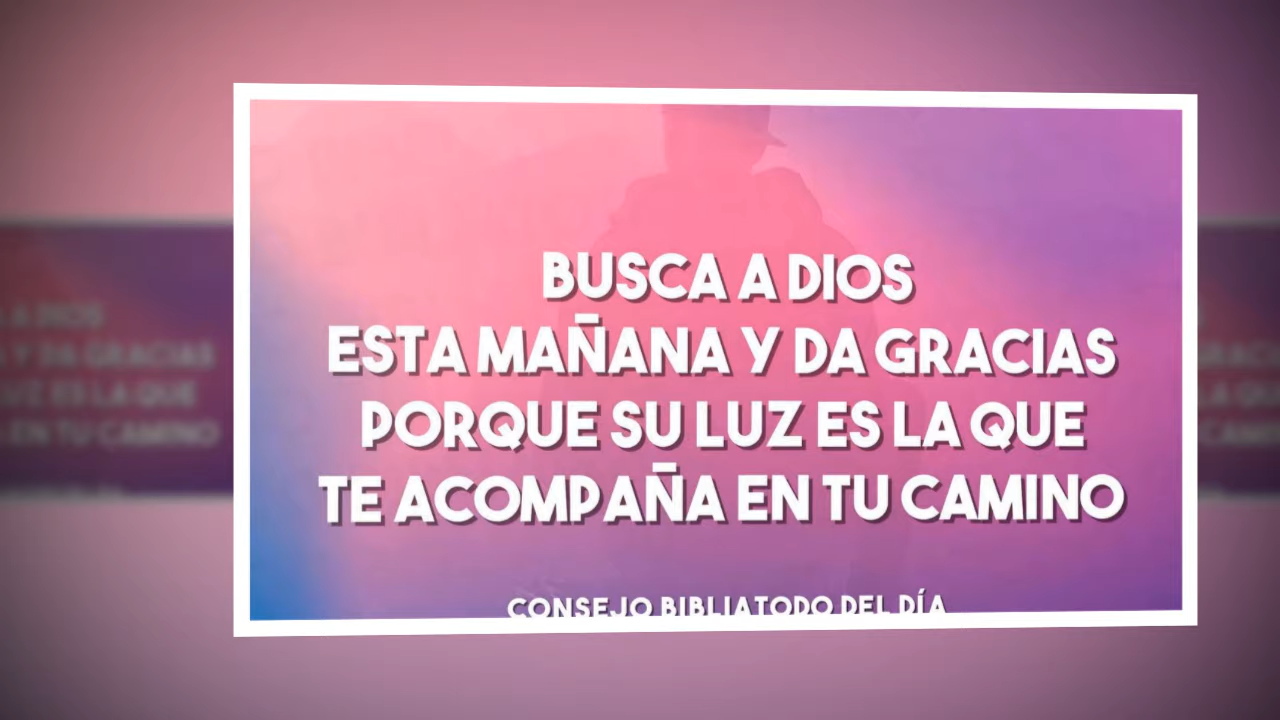 BUSCA A DIOS
ESTA MAÑANA Y DA GRACIAS
PORQUE SU LUZ ES LA QUE
TE ACOMPAÑA EN TU CAMINO
CONSEJO BIBLIATODO DEL DÍA